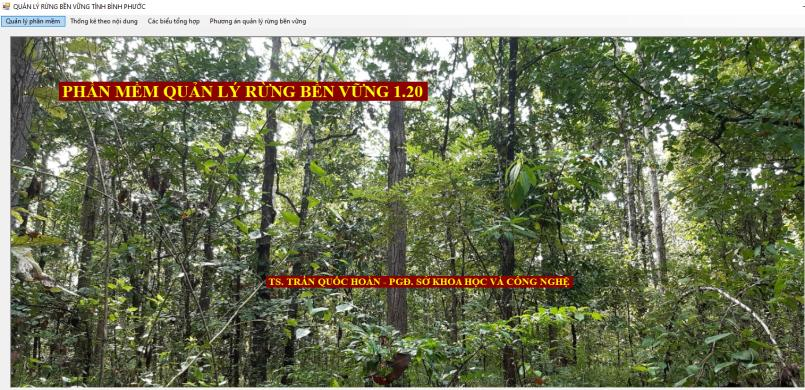 QUẢN LÝ RỪNG BỀN VỮNG TỈNH BÌNH PHƯỚC
Quản lý phần mềm Thống kê theo nội dung Các biểu tổng hợp Phương án quản lý rừng bền vững
PHẦN MỀM QUẢN LÝ RỪNG BỀN VỮNG 1.20
TS. TRẦN QUỐC HOÀN - PGĐ. SỞ KHOA HỌC VÀ CÔNG NGHỆ